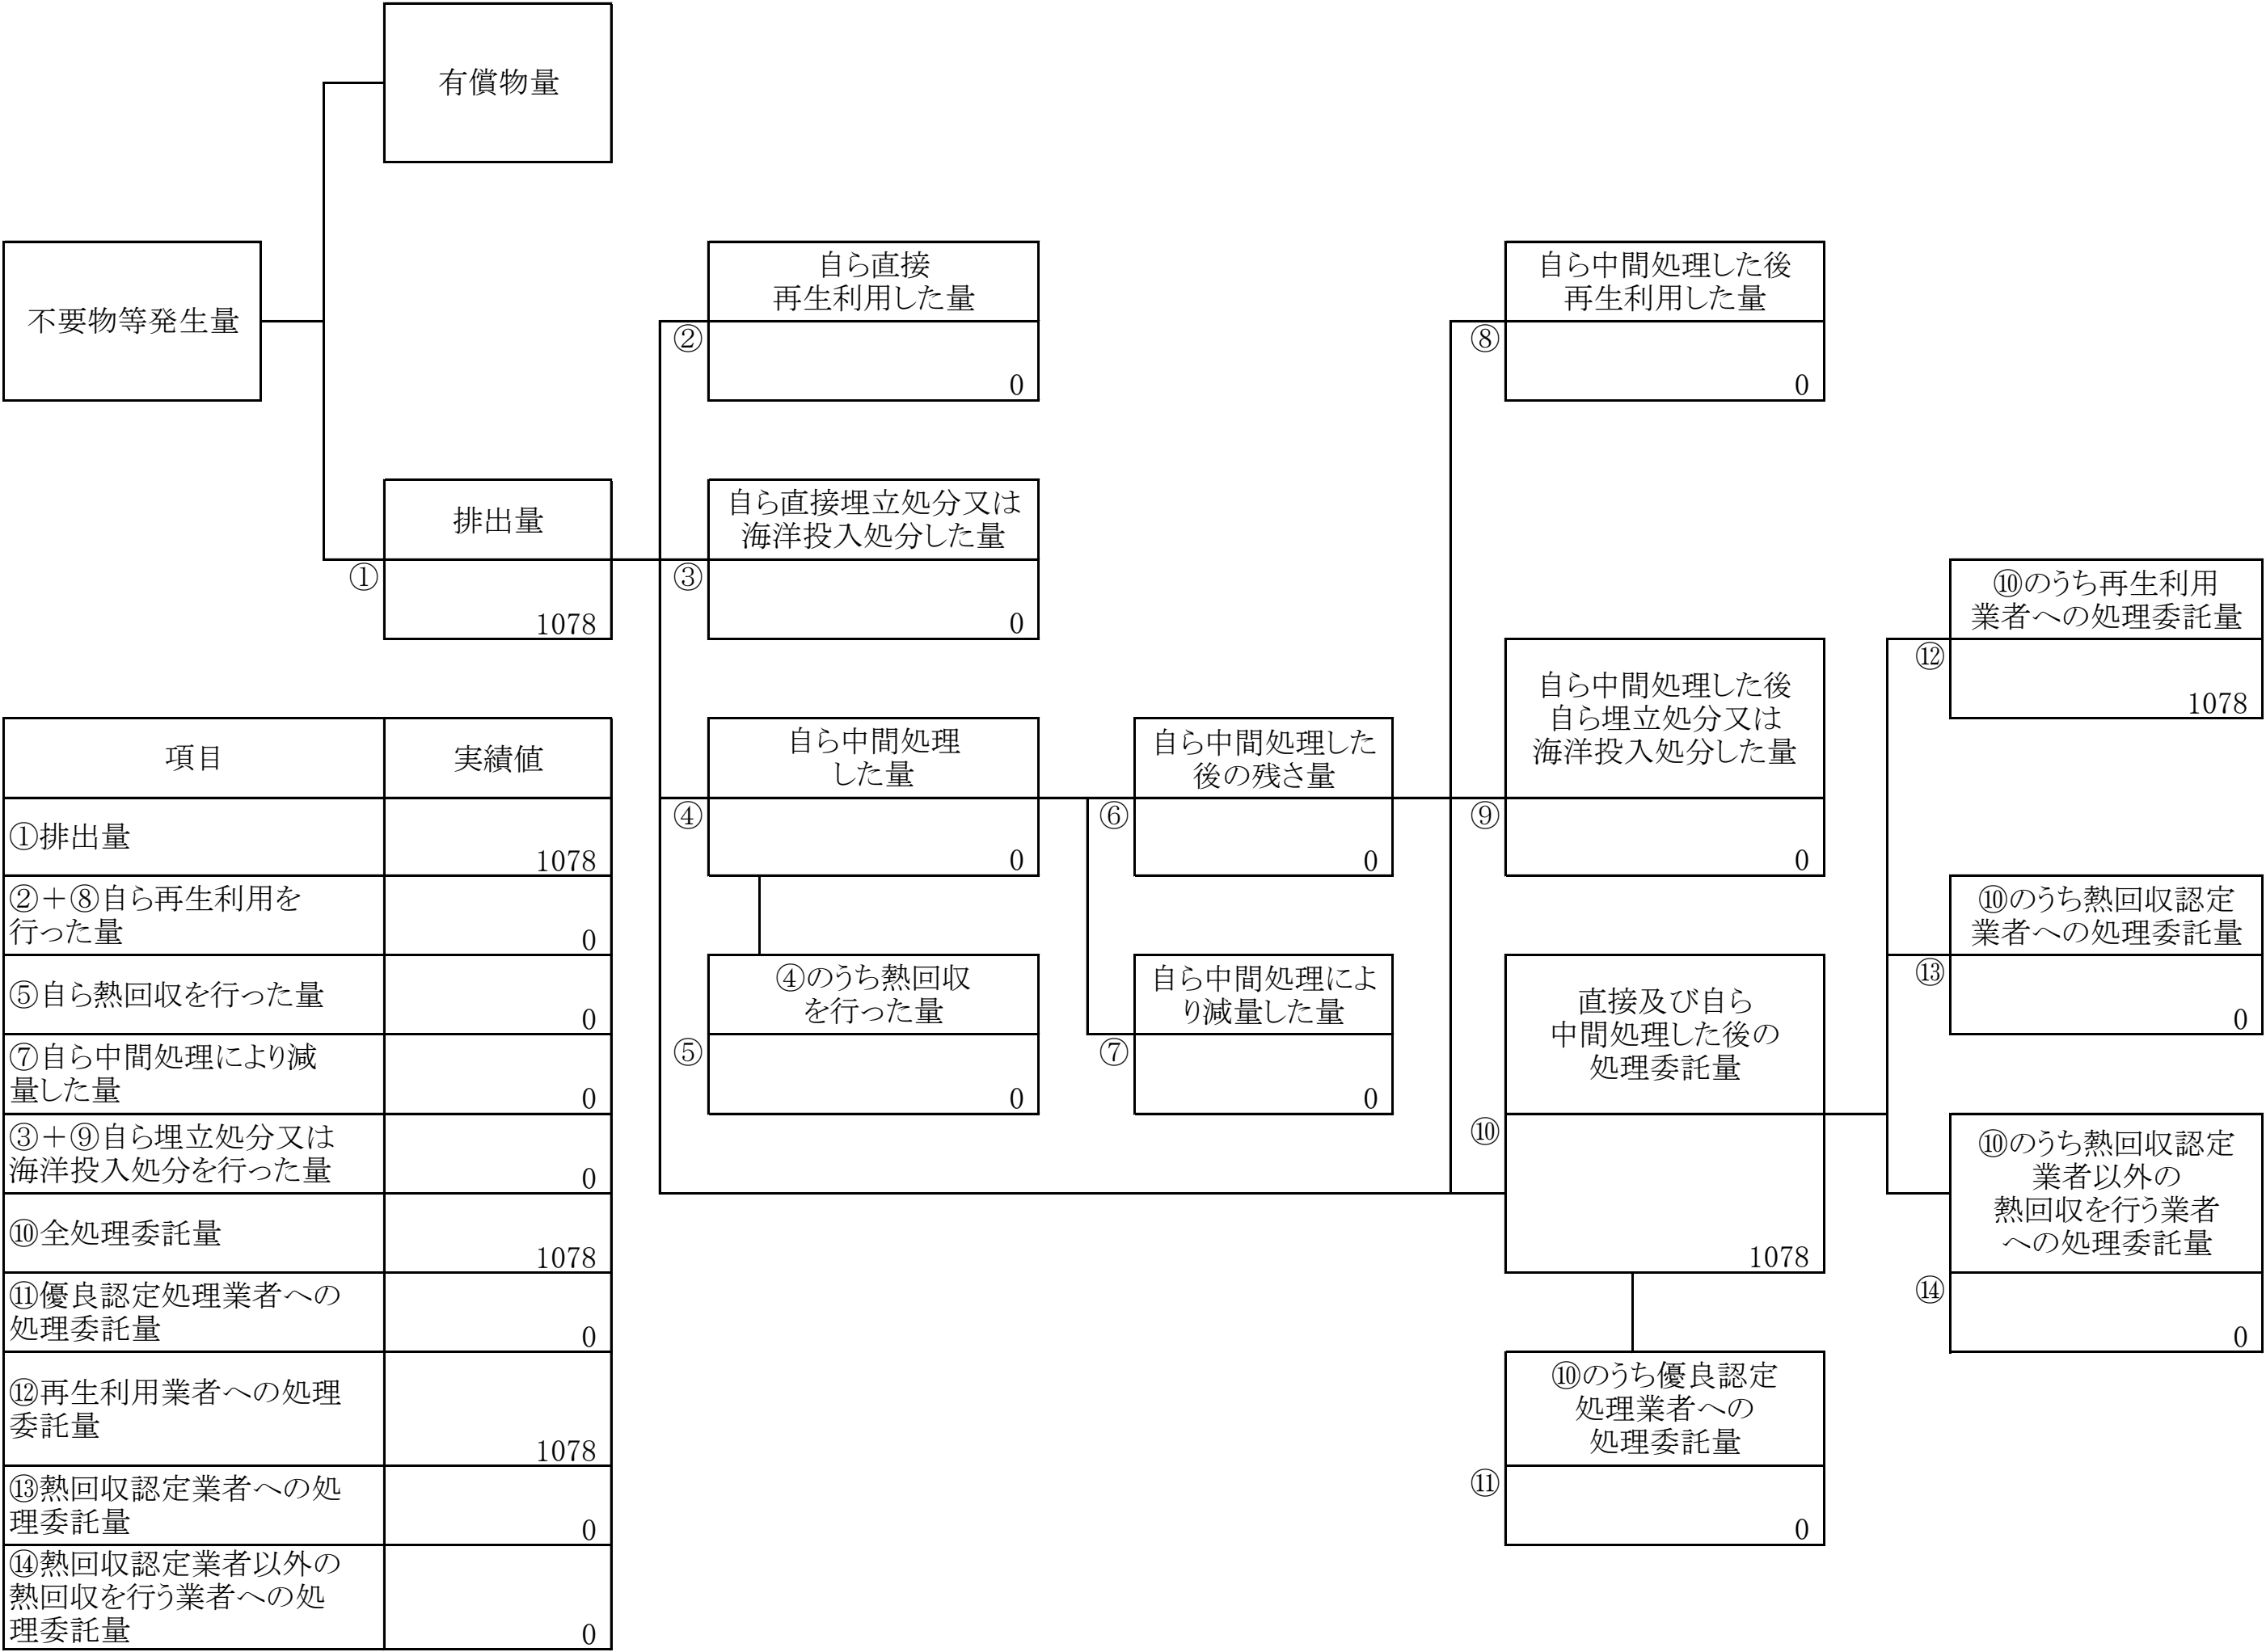 有償物量
不要物等発生量
排出量
①
1078
自ら直接
再生利用した量
②
0
自ら直接埋立処分又は
海洋投入処分した量
③
0
自ら中間処理
した量
④
0
④のうち熱回収
を行った量
⑤
0
自ら中間処理した
後の残さ量
⑥
0
自ら中間処理によ
り減量した量
⑦
0
自ら中間処理した後
再生利用した量
⑧
0
自ら中間処理した後
自ら埋立処分又は
海洋投入処分した量
⑨
0
直接及び自ら
中間処理した後の
処理委託量
⑩
1078
⑩のうち優良認定
処理業者への
処理委託量
⑪
0
⑩のうち再生利用
業者への処理委託量
⑫
1078
⑩のうち熱回収認定
業者への処理委託量
⑬
0
⑩のうち熱回収認定
業者以外の
熱回収を行う業者
への処理委託量
⑭
0
項目 実績値
①排出量
1078
②＋⑧自ら再生利用を
行った量
0
⑤自ら熱回収を行った量
0
⑦自ら中間処理により減
量した量
0
③＋⑨自ら埋立処分又は
海洋投入処分を行った量
0
⑩全処理委託量
1078
⑪優良認定処理業者への
処理委託量
0
⑫再生利用業者への処理
委託量
1078
⑬熱回収認定業者への処
理委託量
0
⑭熱回収認定業者以外の
熱回収を行う業者への処
理委託量
0